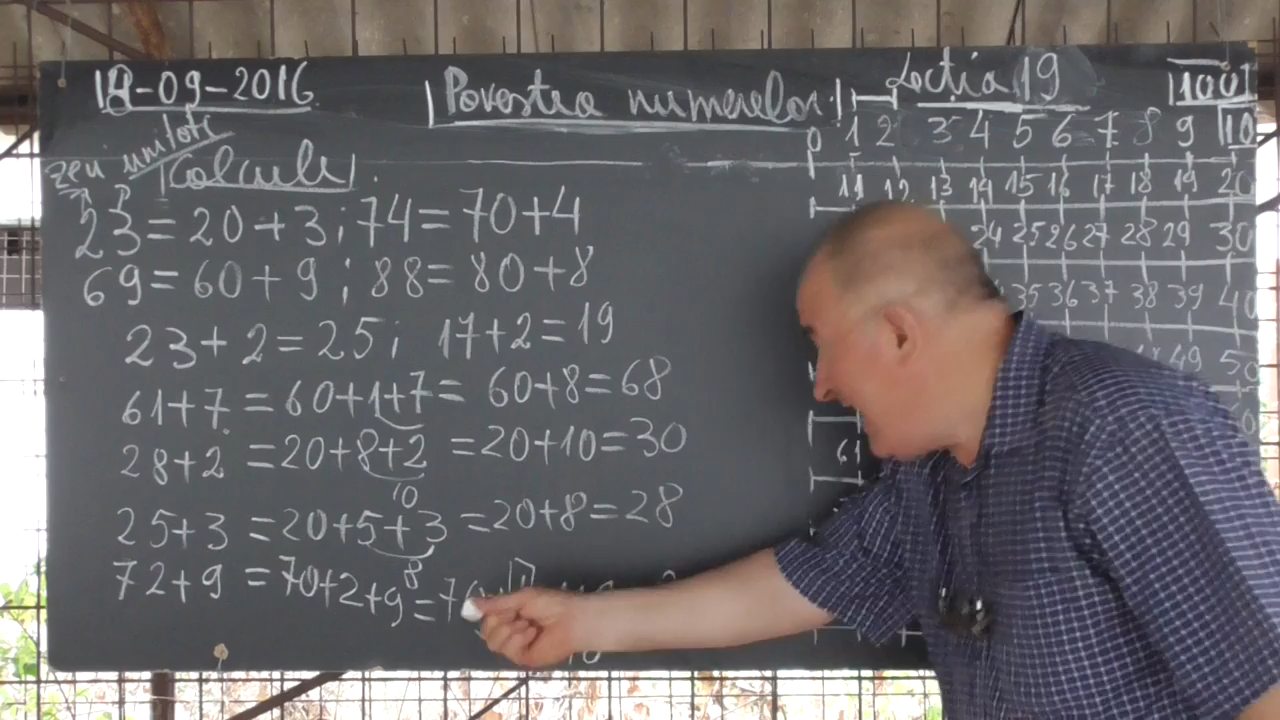 -09-2016
Povestea numerelor!
Lecția 19
100
zeci unitati
Calcule
0 1 2 3 4 5 6 7 8 9 10
11 12 13 14 15 16 17 18 19 20
23=20+3; 74=70+4
24 25 26 27 28 29 30
69=60+9; 88=80+8
35 36 37 38 39 40
23+2=25; 17+2=19
49 50
61+7=60+1+7=60+8=68
28+2=20+8+2=20+10=30
61
10
25+3=20+5+3=20+8=28
8
72+9=70+2+9=